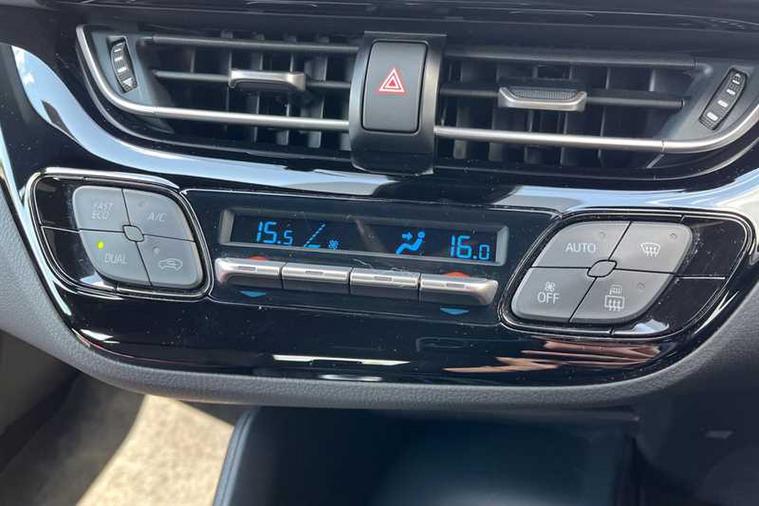 FAST
ECO
A/C
DUAL
15.5
16.0
AUTO
OFF